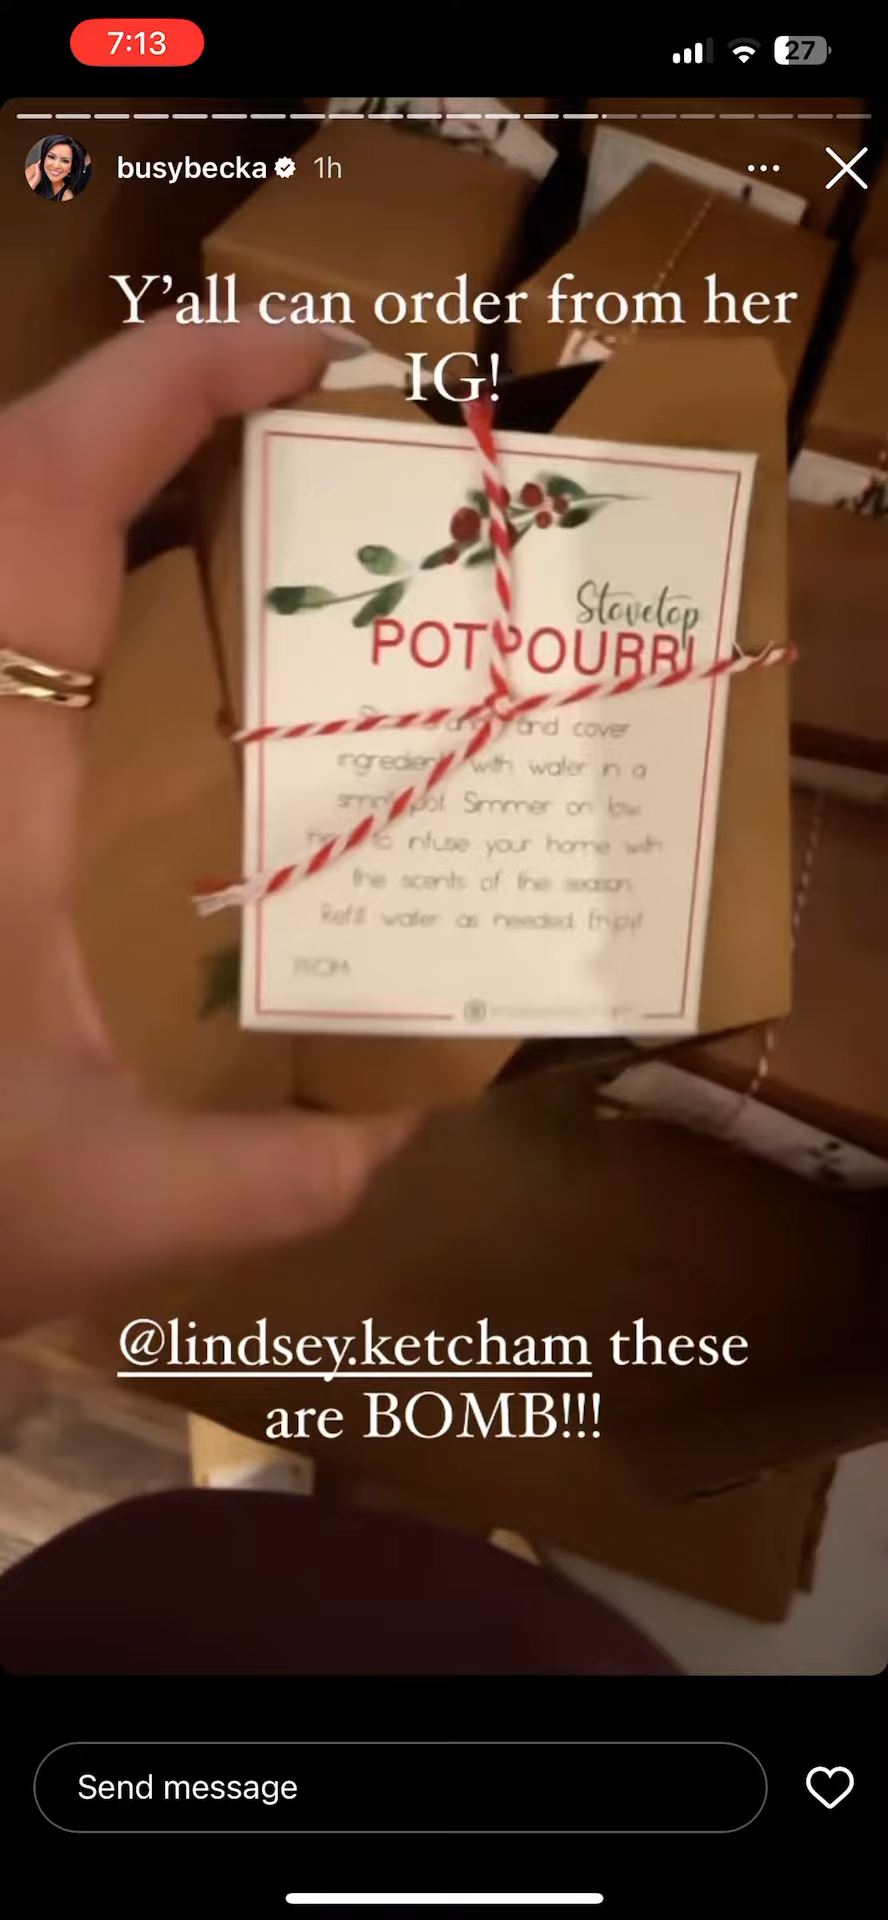 7:13
27
busybecka 1h
Y'all can order from her
IG!
Stovetop
POTPOURRI
and cover
ingredients with water in a
small pot. Simmer on low
to infuse your home with
the scents of the season.
Refill water as needed. Enjoy!
FROM
@lindsey.ketcham these
are BOMB!!!
Send message